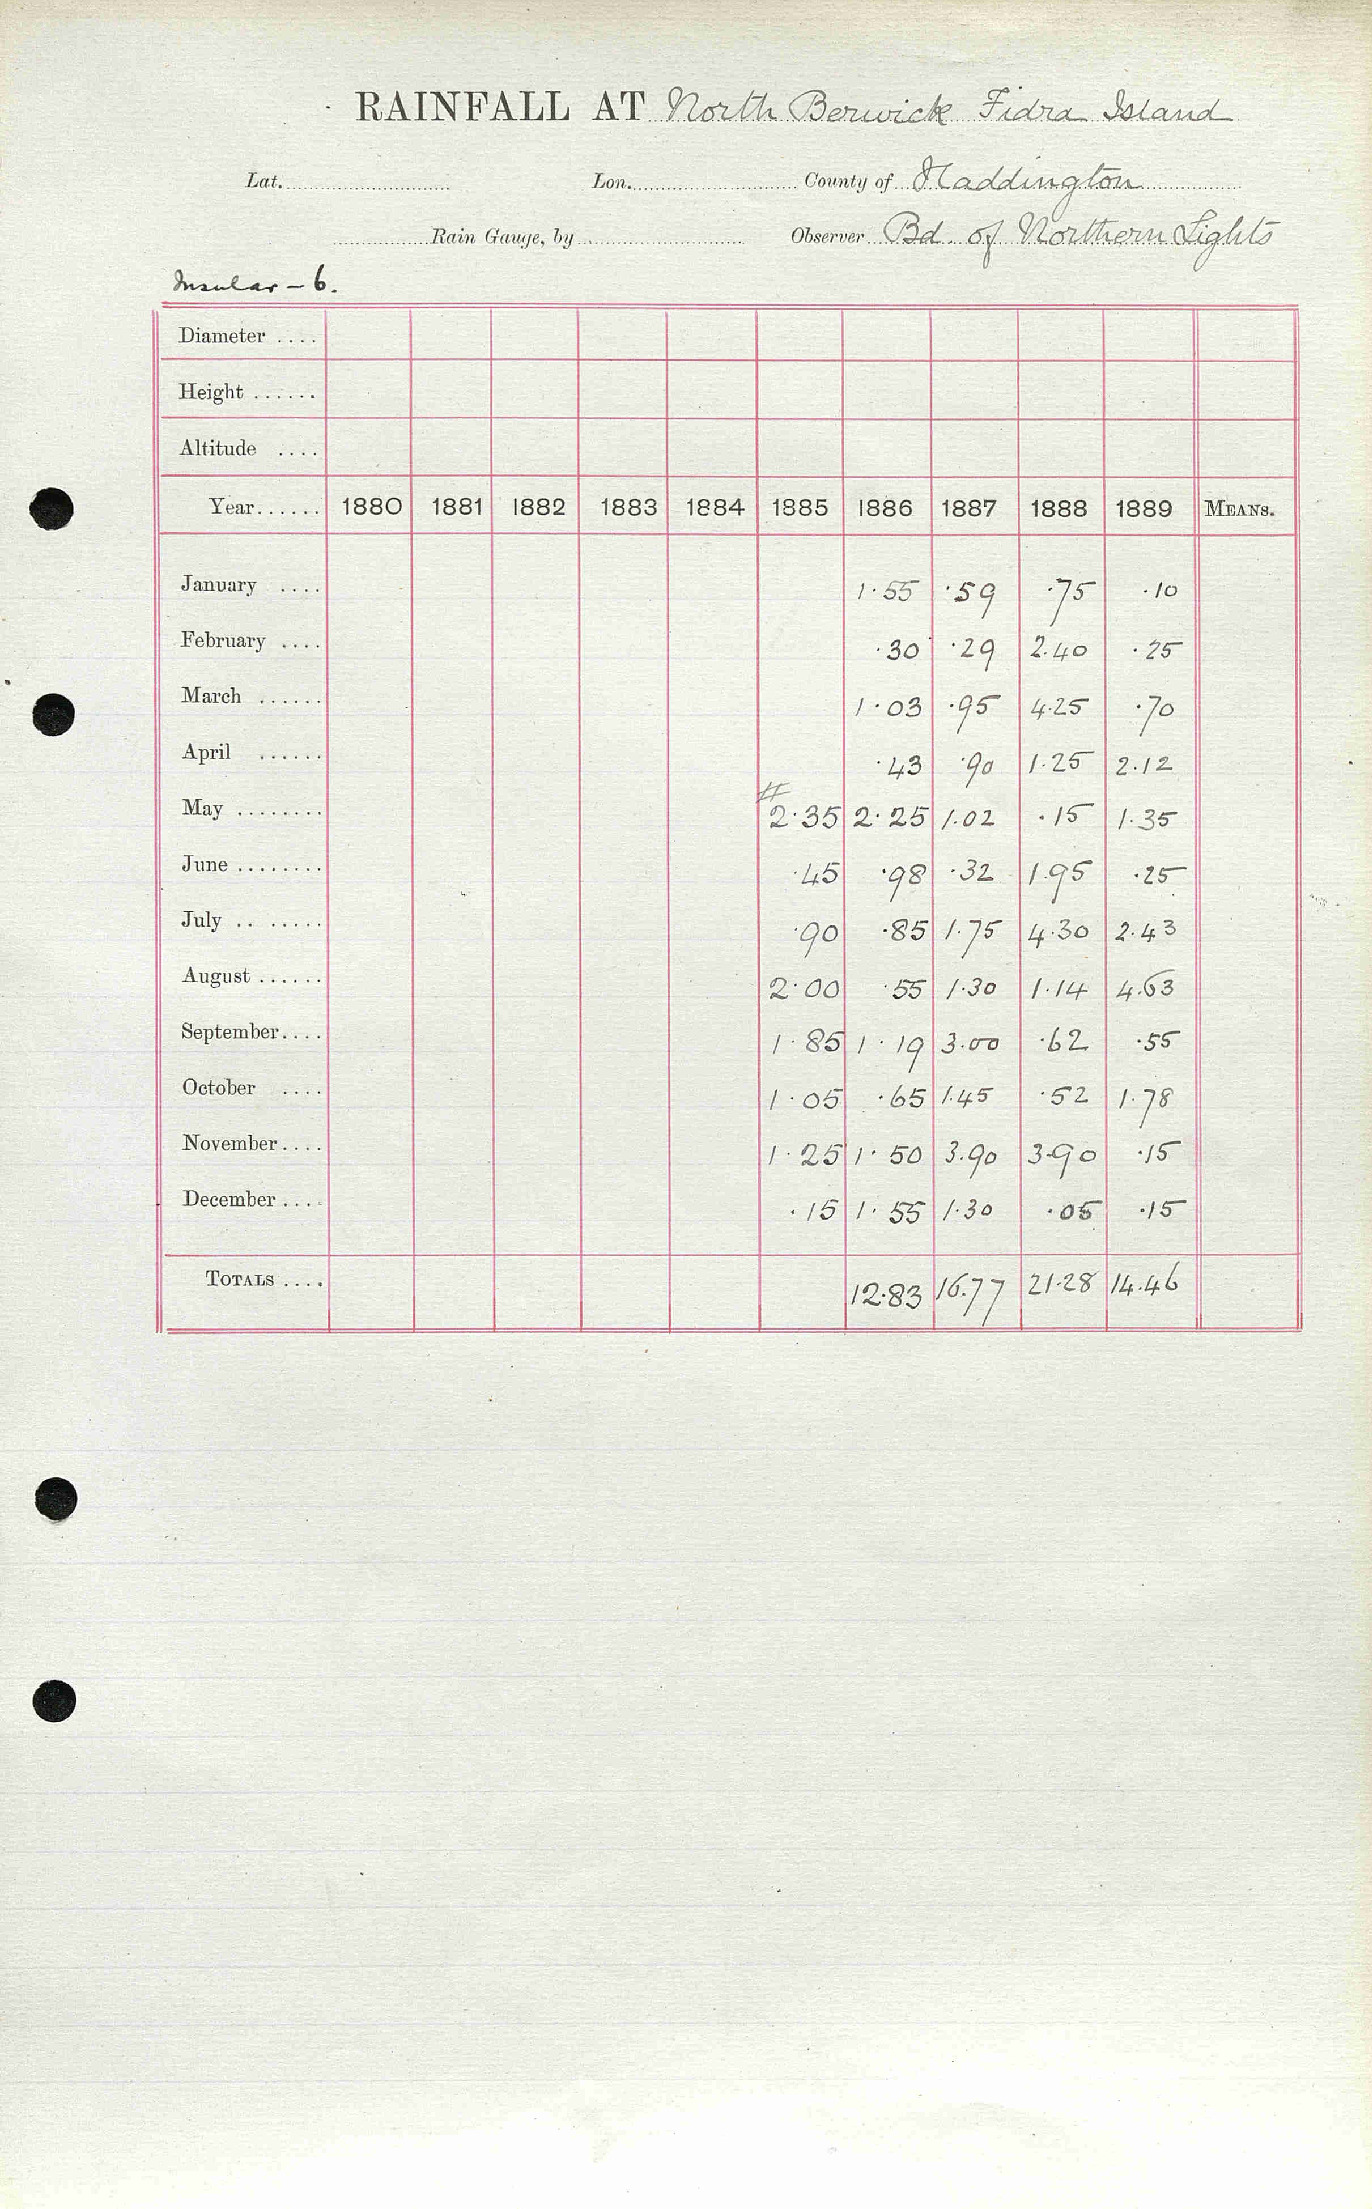 RAINFALL AT North Berwick Fidra Island
Lat. Lon. County of Haddington
Rain Gauge, by Observer Bd. of Northern Lights
Insular - 6.
Diameter ....
Height ......
Altitude ....
Year...... 1880 1881 1882 1883 1884 1885 1886 1887 1888 1889 MEANS.
January .... 1.55 .59 .75 .10
February .... .30 .29 2.40 .25
March ...... 1.03 .95 4.25 .70
April ...... .43 .90 1.25 2.12
May ........ # 2.35 2.25 1.02 .15 1.35
June ........ .45 .98 .32 1.95 .25
July .. ...... .90 .85 1.75 4.30 2.43
August ...... 2.00 .55 1.30 1.14 4.63
September.... 1.85 1.19 3.00 .62 .55
October .... 1.05 .65 1.45 .52 1.78
November.... 1.25 1.50 3.90 3.90 .15
December .... .15 1.55 1.30 .05 .15
TOTALS .... 12.83 16.77 21.28 14.46